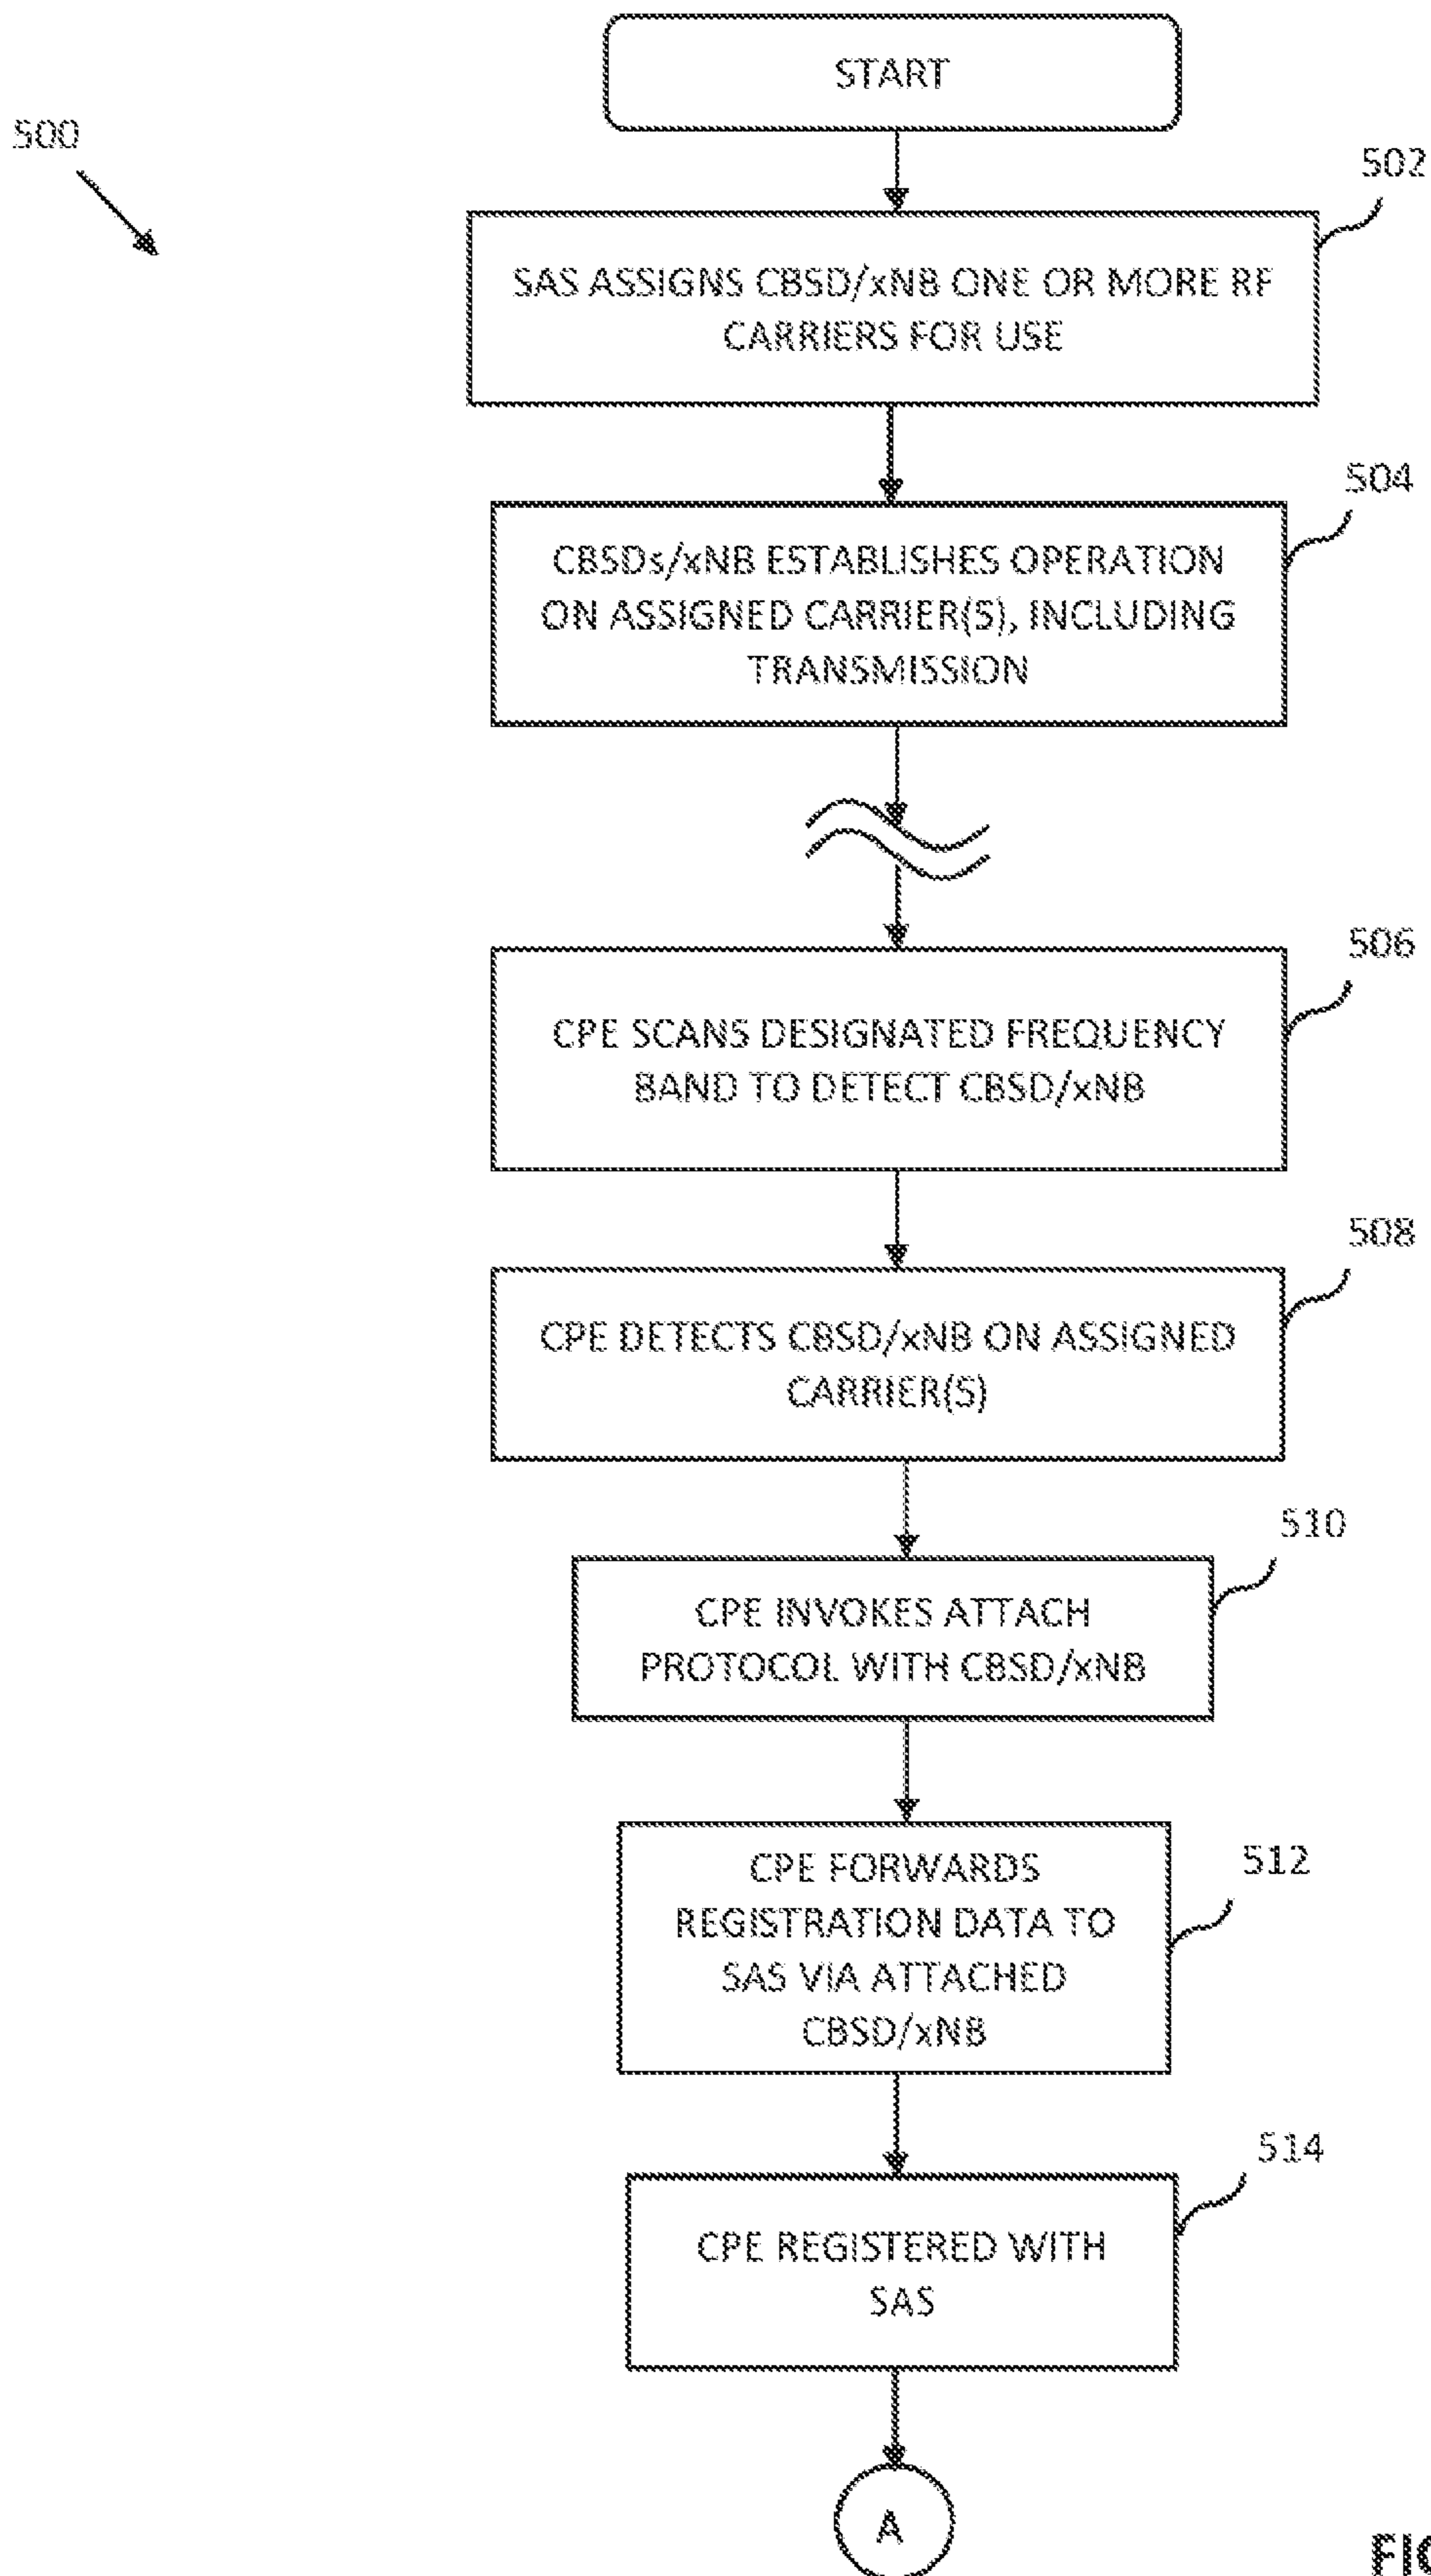 START
500
502
SAS ASSIGNS CBSD/xNB ONE OR MORE RF
CARRIERS FOR USE
504
CBSDs/xNB ESTABLISHES OPERATION
ON ASSIGNED CARRIER(S), INCLUDING
TRANSMISSION
506
CPE SCANS DESIGNATED FREQUENCY
BAND TO DETECT CBSD/xNB
508
CPE DETECTS CBSD/xNB ON ASSIGNED
CARRIER(S)
510
CPE INVOKES ATTACH
PROTOCOL WITH CBSD/xNB
512
CPE FORWARDS
REGISTRATION DATA TO
SAS VIA ATTACHED
CBSD/xNB
514
CPE REGISTERED WITH
SAS
A